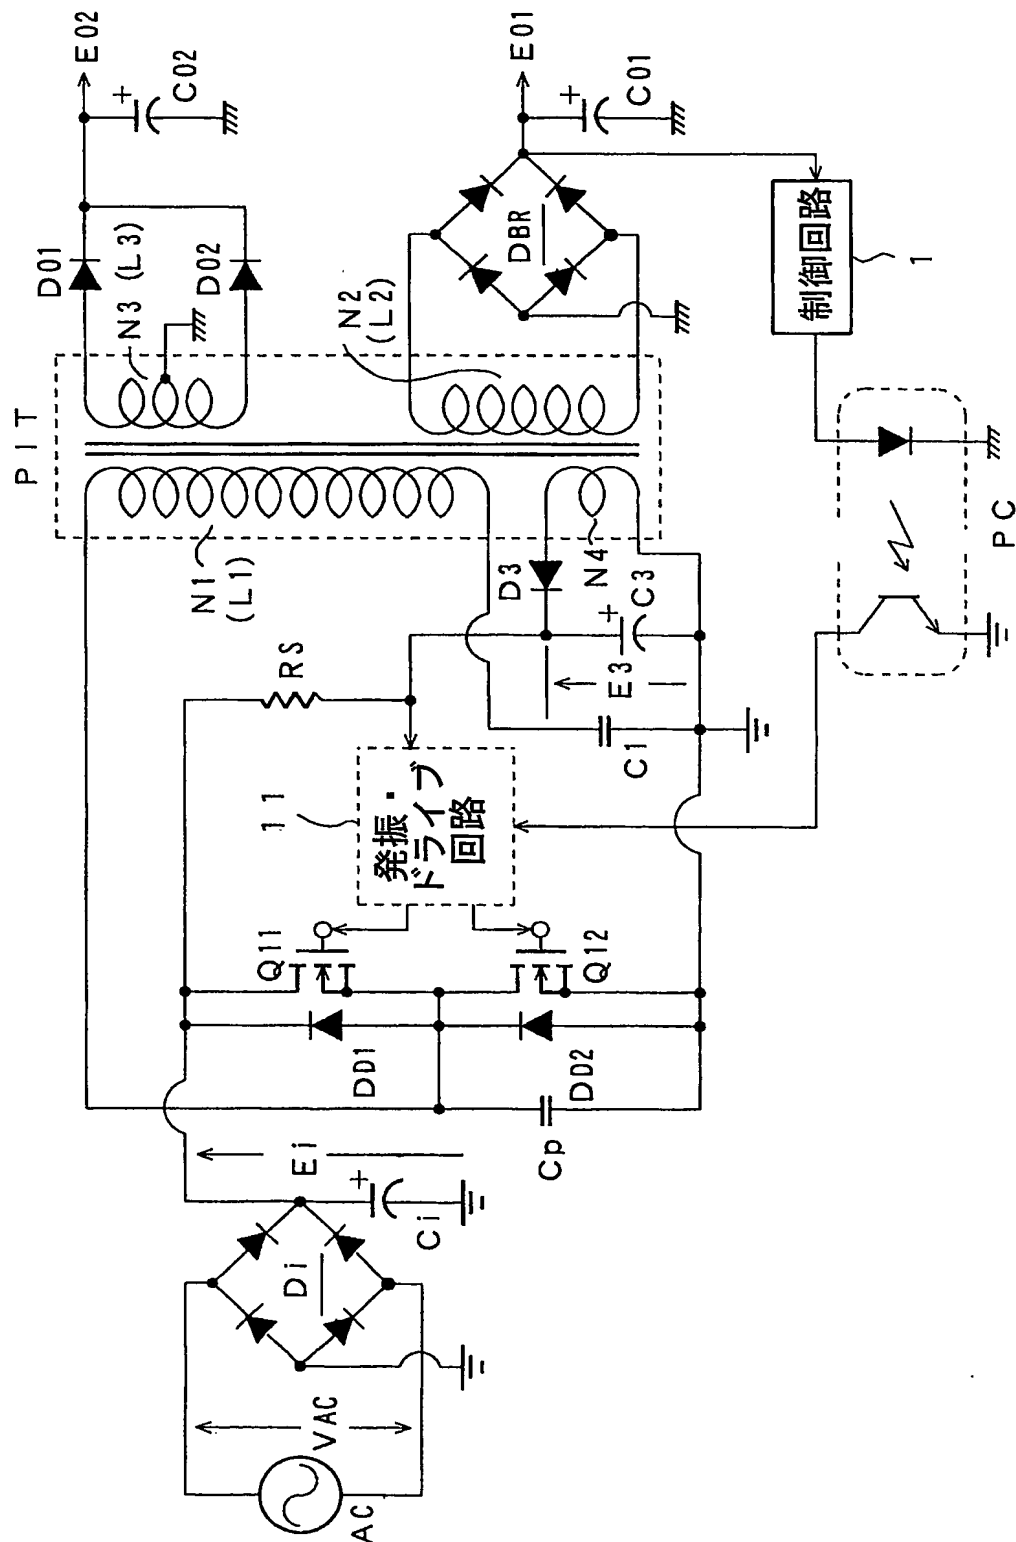 AC
VAC
Di
Ci
+
Ei
Cp
DD1
DD2
Q11
Q12
11
発振・
ドライブ
回路
RS
C1
E3
C3
+
D3
N4
N1
(L1)
PIT
N3 (L3)
N2
(L2)
D01
D02
DBR
+
C02
E02
+
C01
E01
制御回路
1
PC